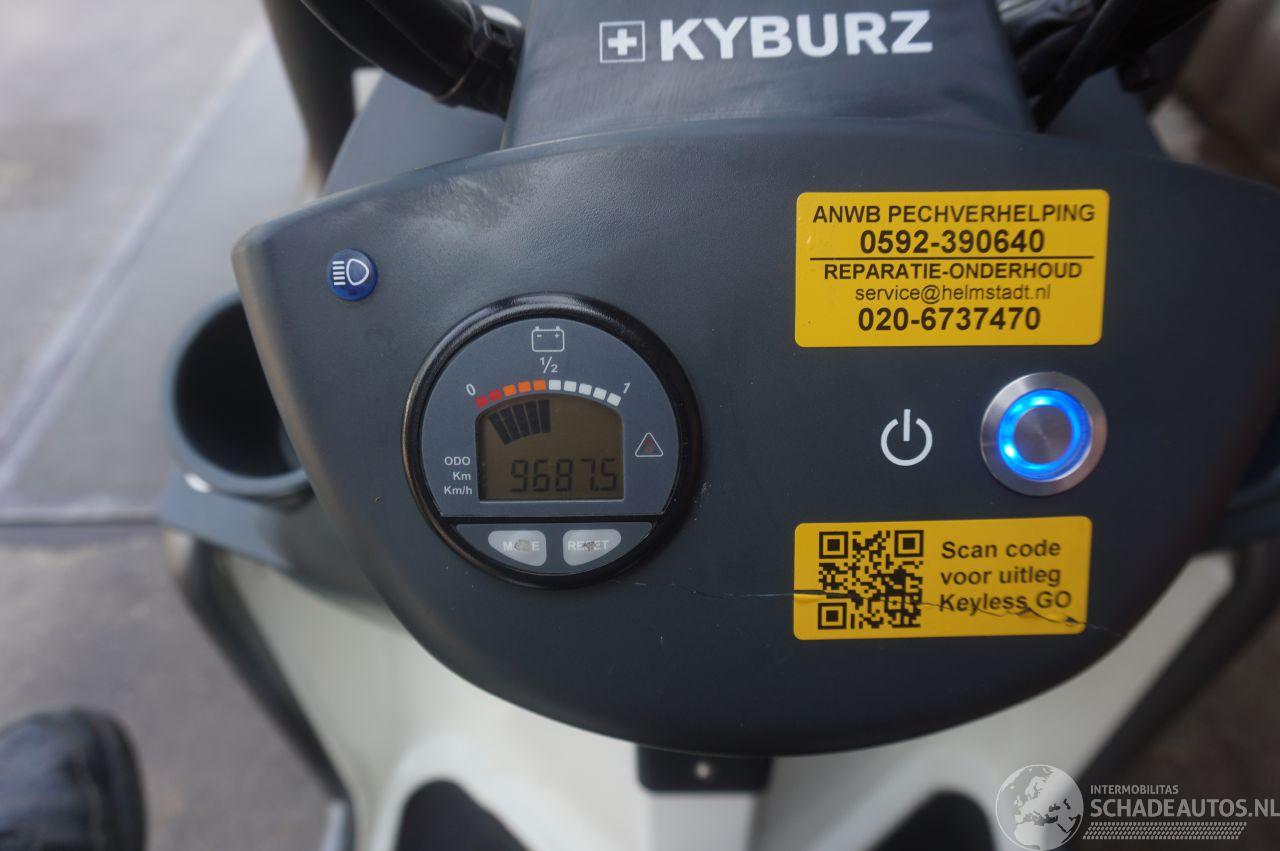 KYBURZ
ANWB PECHVERHELPING
0592-390640
REPARATIE-ONDERHOUD
service@helmstadt.nl
020-6737470
1/2
0 1
ODO
Km
Km/h
9687.5
MODE RESET
Scan code
voor uitleg
Keyless GO
INTERMOBILITAS
SCHADEAUTOS.NL